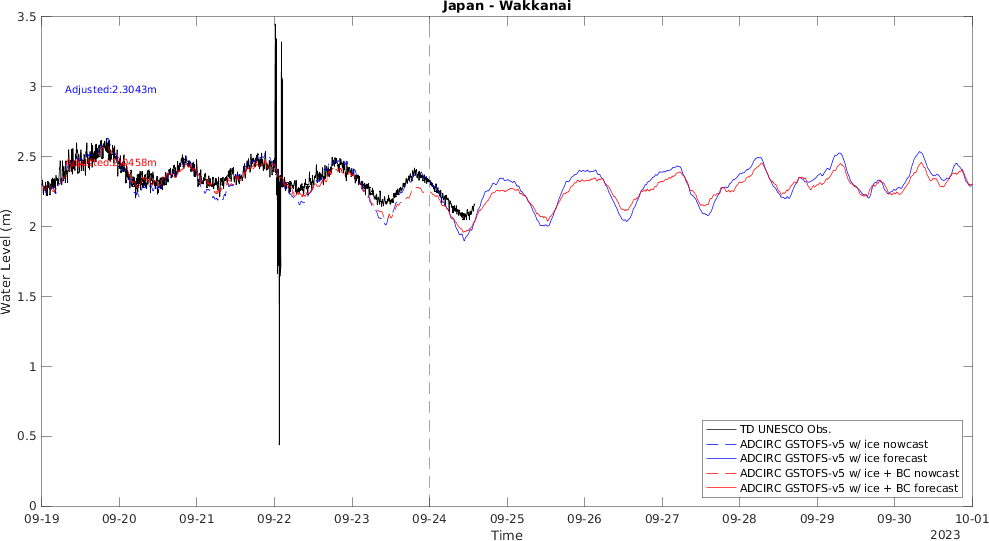 Japan - Wakkanai
3.5
3
2.5
2
1.5
1
0.5
0
Water Level (m)
Adjusted:2.3043m
458m
09-19 09-20 09-21 09-22 09-23 09-24 09-25 09-26 09-27 09-28 09-29 09-30 10-01
Time
2023
TD UNESCO Obs.
ADCIRC GSTOFS-v5 w/ ice nowcast
ADCIRC GSTOFS-v5 w/ ice forecast
ADCIRC GSTOFS-v5 w/ ice + BC nowcast
ADCIRC GSTOFS-v5 w/ ice + BC forecast